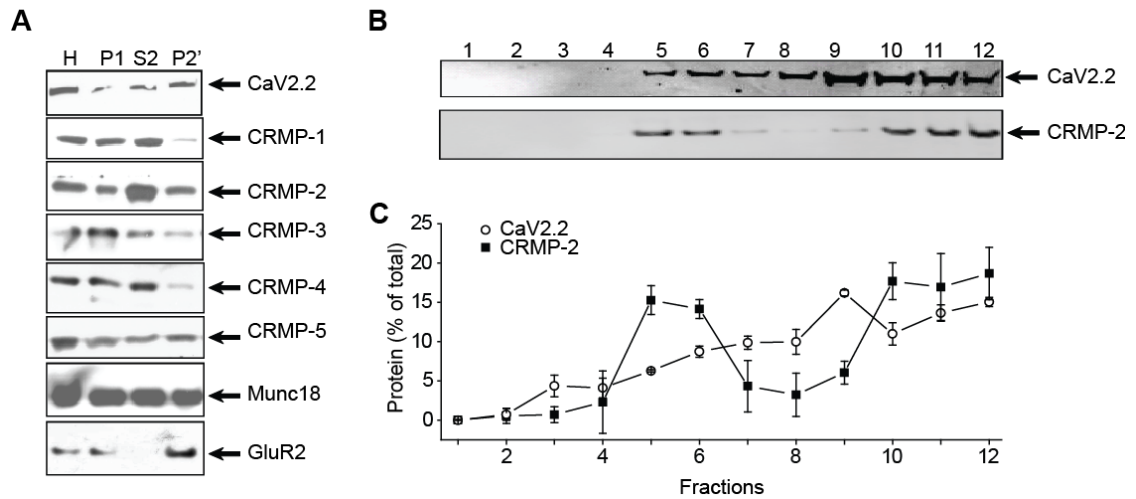 A
H P1 S2 P2'
CaV2.2
CRMP-1
CRMP-2
CRMP-3
CRMP-4
CRMP-5
Munc18
GluR2
B
1 2 3 4 5 6 7 8 9 10 11 12
CaV2.2
CRMP-2
C
25
20
15
10
5
0
Protein (% of total)
CaV2.2
CRMP-2
2 4 6 8 10 12
Fractions